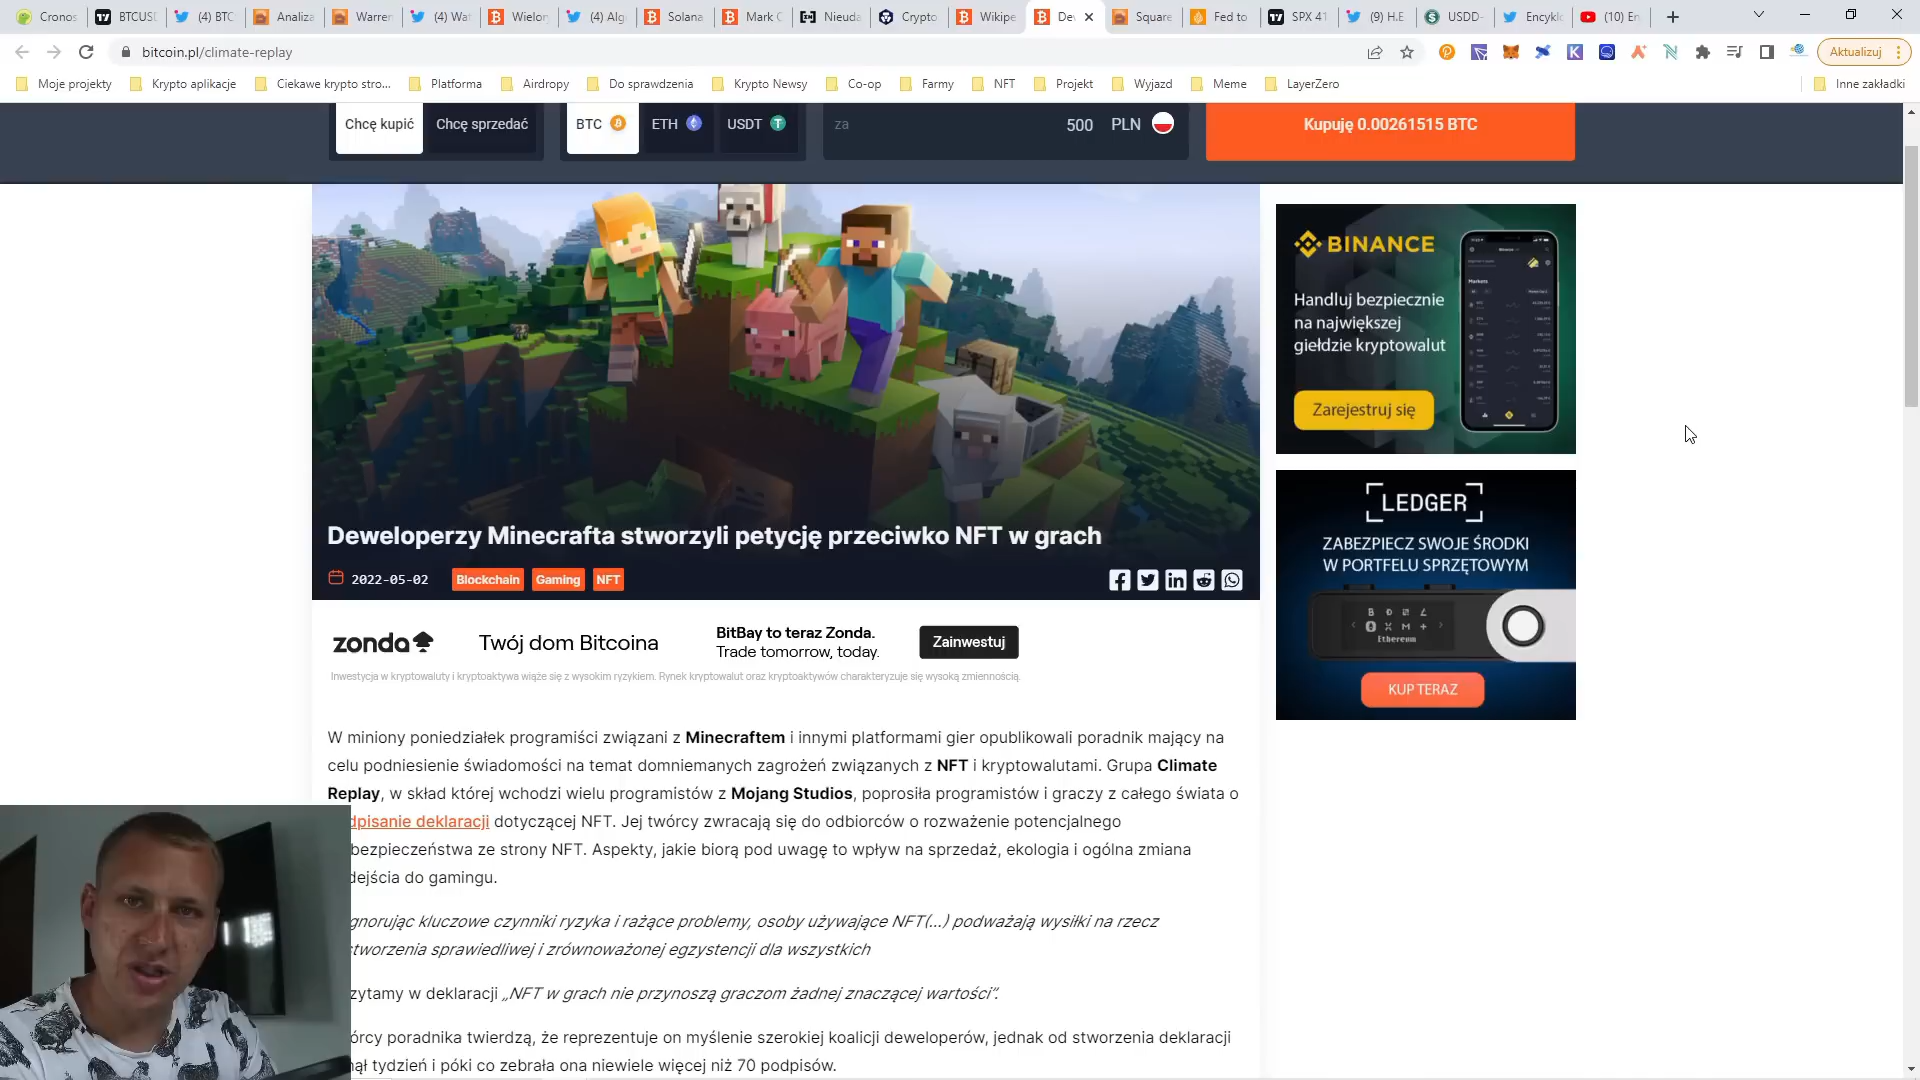 Cronos
BTCUSD
(4) BTC
Analiza
Warren
(4) Wat
Wielon
(4) Alg
Solana
Mark C
Nieuda
Crypto
Wikipe
Dev
Square
Fed to
SPX 41
(9) H.E
USDD-
Encykl
(10) En
bitcoin.pl/climate-replay
Aktualizuj
Moje projekty
Krypto aplikacje
Ciekawe krypto stro...
Platforma
Airdropy
Do sprawdzenia
Krypto Newsy
Co-op
Farmy
NFT
Projekt
Wyjazd
Meme
LayerZero
Inne zakładki
Chcę kupić
Chcę sprzedać
BTC
ETH
USDT
za
500 PLN
Kupuję 0.00261515 BTC
BINANCE
Handluj bezpiecznie
na największej
giełdzie kryptowalut
Zarejestruj się
LEDGER
ZABEZPIECZ SWOJE ŚRODKI
W PORTFELU SPRZĘTOWYM
Ethereum
KUP TERAZ
Deweloperzy Minecrafta stworzyli petycję przeciwko NFT w grach
2022-05-02
Blockchain
Gaming
NFT
zonda
Twój dom Bitcoina
BitBay to teraz Zonda.
Trade tomorrow, today.
Zainwestuj
Inwestycja w kryptowaluty i kryptoaktywa wiąże się z wysokim ryzykiem. Rynek kryptowalut oraz kryptoaktywów charakteryzuje się wysoką zmiennością.
W miniony poniedziałek programiści związani z Minecraftem i innymi platformami gier opublikowali poradnik mający na
celu podniesienie świadomości na temat domniemanych zagrożeń związanych z NFT i kryptowalutami. Grupa Climate
Replay, w skład której wchodzi wielu programistów z Mojang Studios, poprosiła programistów i graczy z całego świata o
dpisanie deklaracji dotyczącej NFT. Jej twórcy zwracają się do odbiorców o rozważenie potencjalnego
bezpieczeństwa ze strony NFT. Aspekty, jakie biorą pod uwagę to wpływ na sprzedaż, ekologia i ogólna zmiana
dejścia do gamingu.
gnorując kluczowe czynniki ryzyka i rażące problemy, osoby używające NFT(...) podważają wysiłki na rzecz
stworzenia sprawiedliwej i zrównoważonej egzystencji dla wszystkich
zytamy w deklaracji „NFT w grach nie przynoszą graczom żadnej znaczącej wartości”.
órcy poradnika twierdzą, że reprezentuje on myślenie szerokiej koalicji deweloperów, jednak od stworzenia deklaracji
nął tydzień i póki co zebrała ona niewiele więcej niż 70 podpisów.